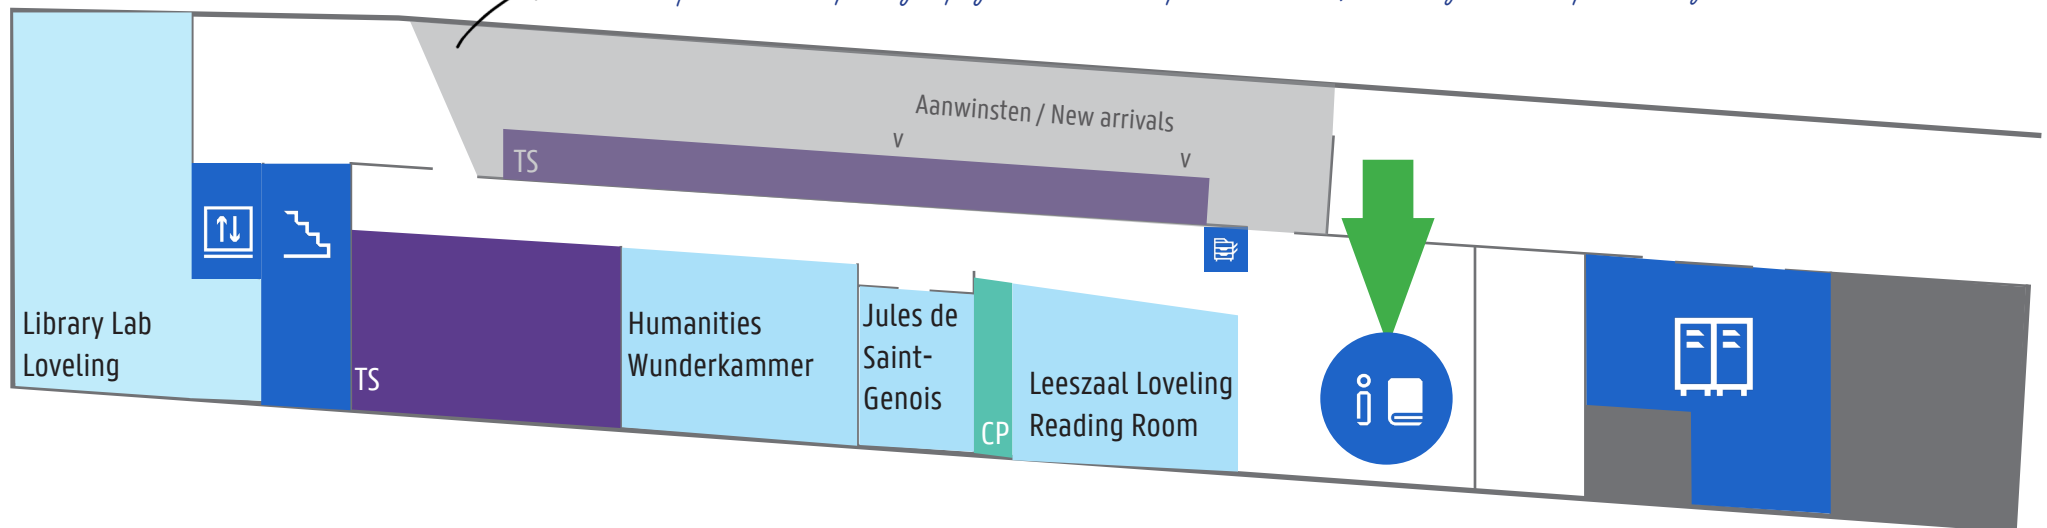 Aanwinsten / New arrivals
v
v
TS
Library Lab
Loveling
TS
Humanities
Wunderkammer
Jules de
Saint-
Genois
CP
Leeszaal Loveling
Reading Room